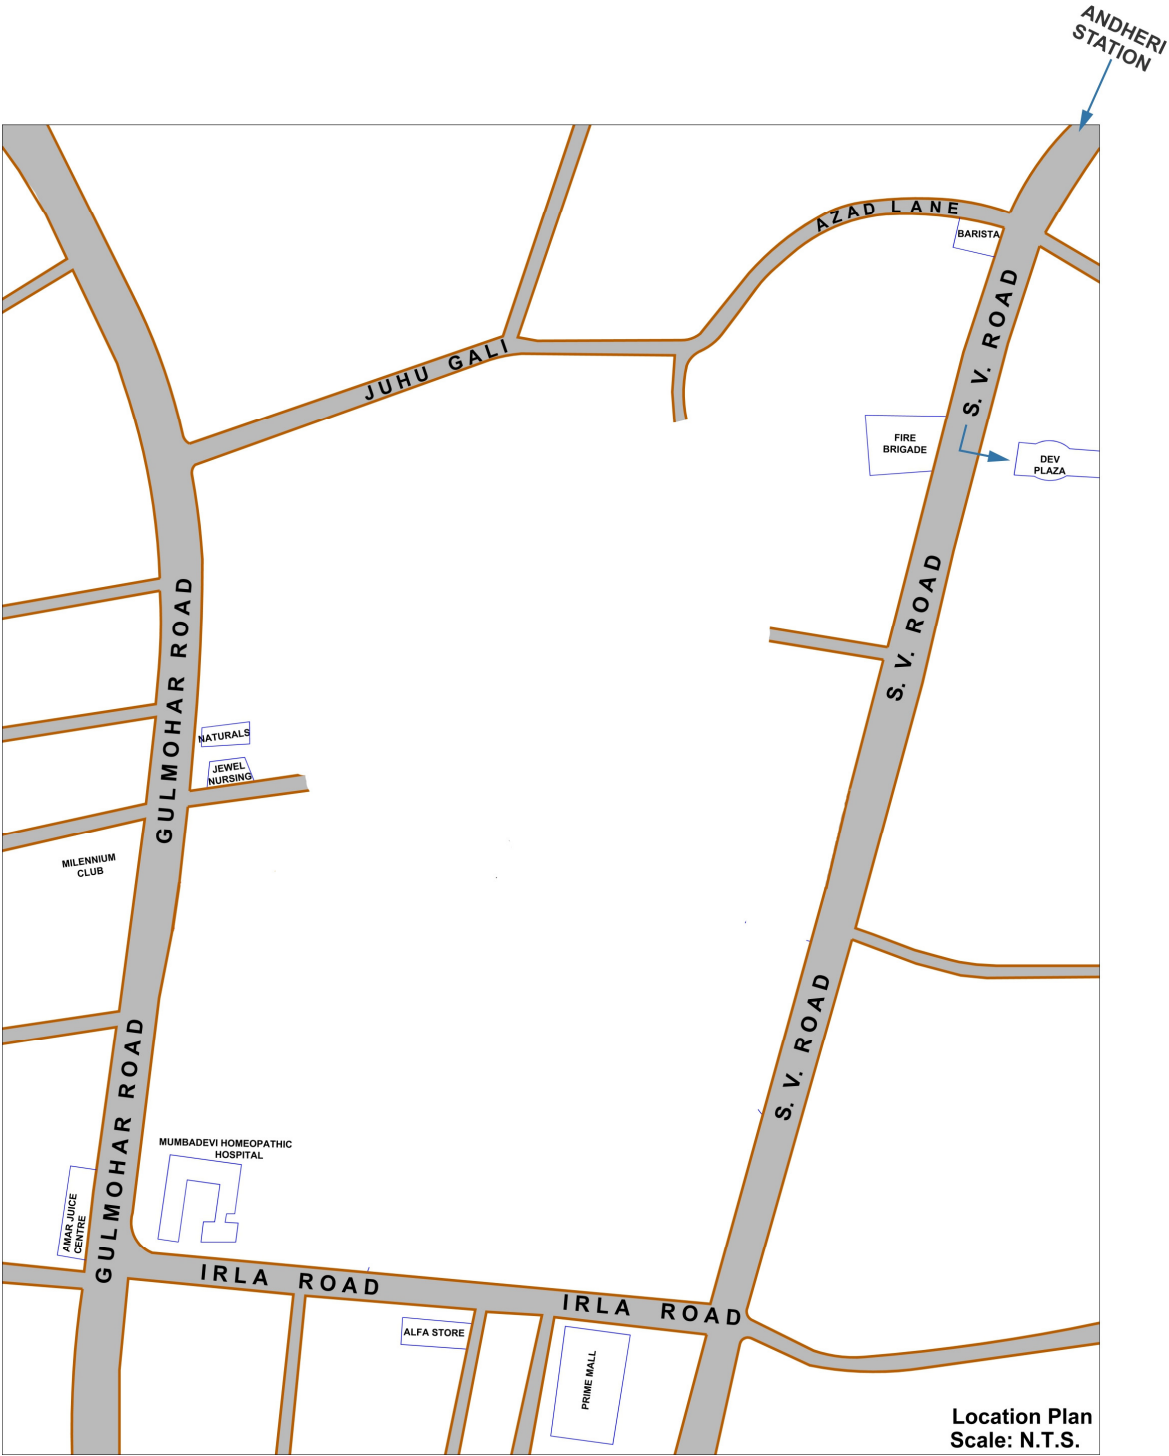 ANDHERI
STATION
AZAD LANE
BARISTA
S. V. ROAD
JUHU GALI
FIRE
BRIGADE
DEV
PLAZA
S. V. ROAD
GULMOHAR ROAD
NATURALS
JEWEL
NURSING
MILENNIUM
CLUB
S. V. ROAD
GULMOHAR ROAD
MUMBADEVI HOMEOPATHIC
HOSPITAL
AMAR JUICE
CENTRE
IRLA ROAD
IRLA ROAD
ALFA STORE
PRIME MALL
Location Plan
Scale: N.T.S.